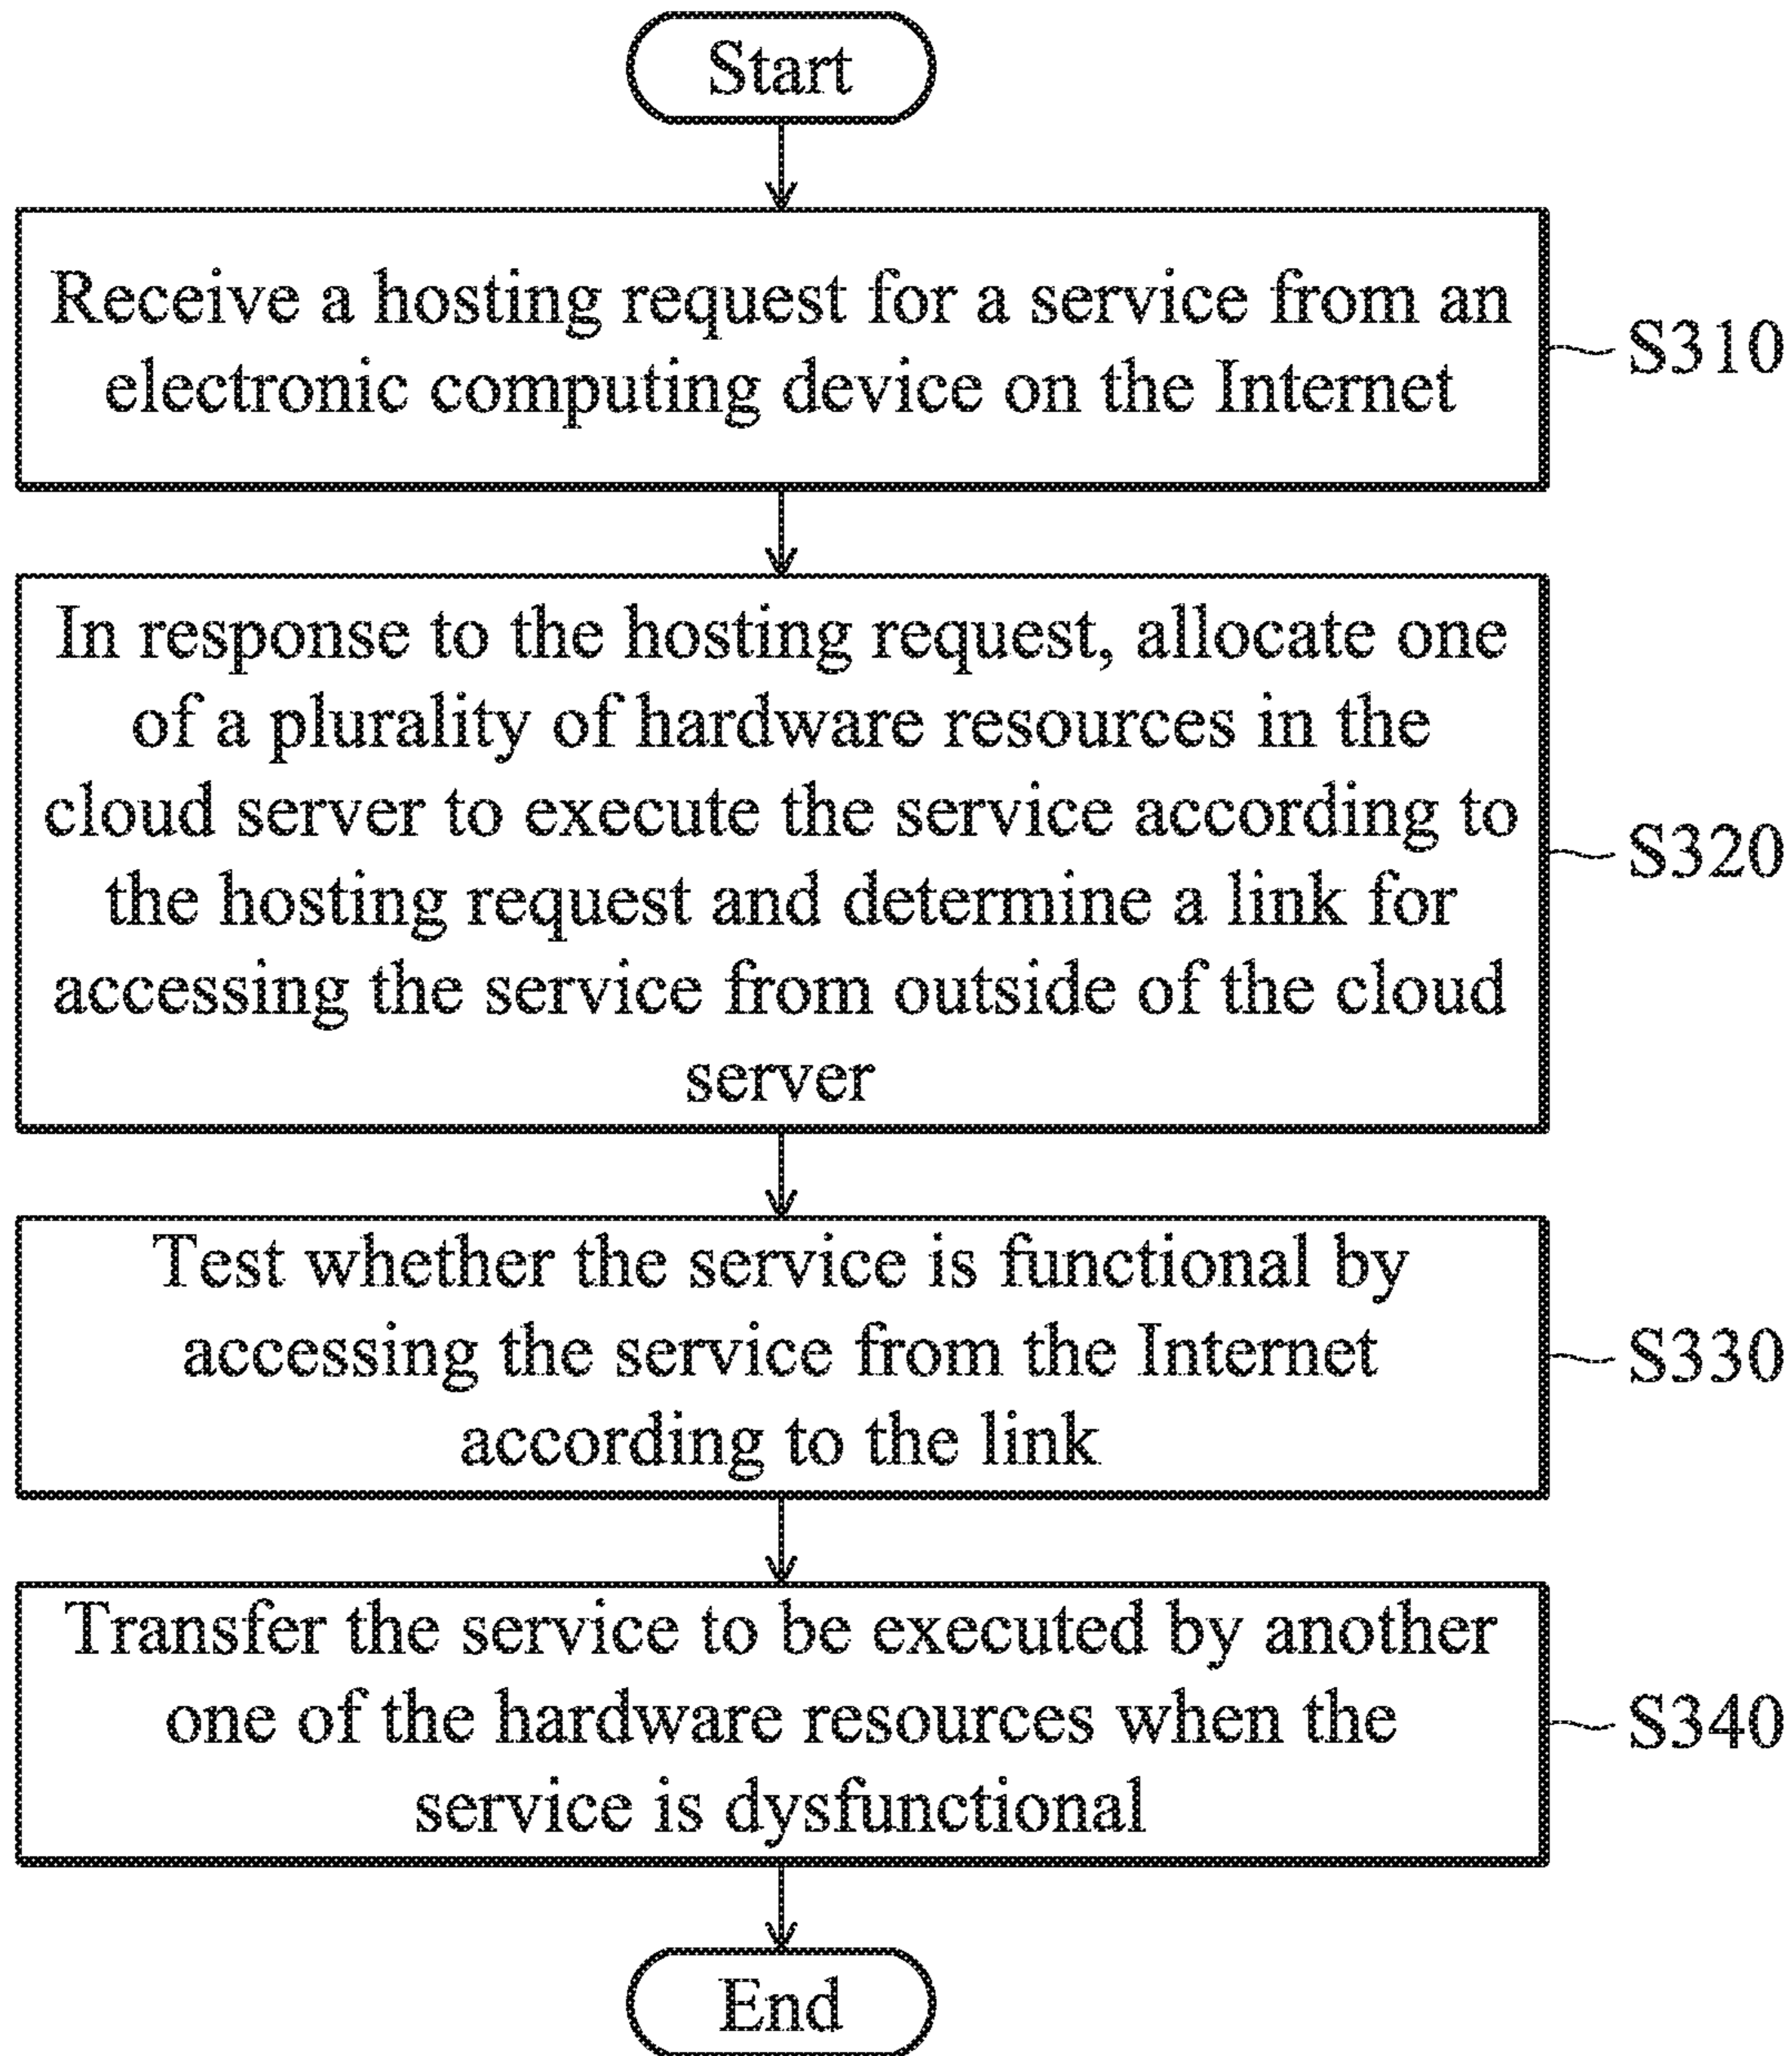 Start
Receive a hosting request for a service from an
electronic computing device on the Internet
S310
In response to the hosting request, allocate one
of a plurality of hardware resources in the
cloud server to execute the service according to
the hosting request and determine a link for
accessing the service from outside of the cloud
server
S320
Test whether the service is functional by
accessing the service from the Internet
according to the link
S330
Transfer the service to be executed by another
one of the hardware resources when the
service is dysfunctional
S340
End